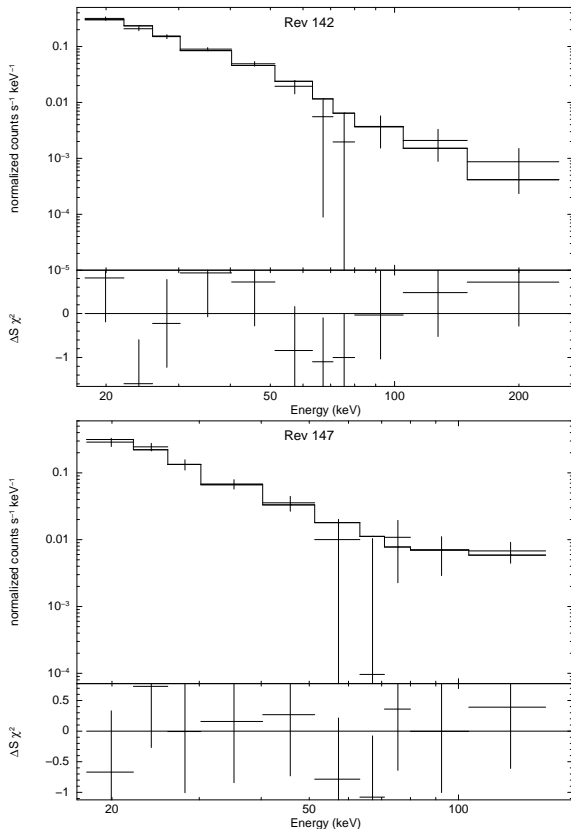 Rev 142
normalized counts s⁻¹ keV⁻¹
0.1
0.01
10⁻³
10⁻⁴
10⁻⁵
ΔS χ²
0
−1
20
50
100
200
Energy (keV)
Rev 147
normalized counts s⁻¹ keV⁻¹
0.1
0.01
10⁻³
10⁻⁴
ΔS χ²
0.5
0
−0.5
−1
20
50
100
Energy (keV)